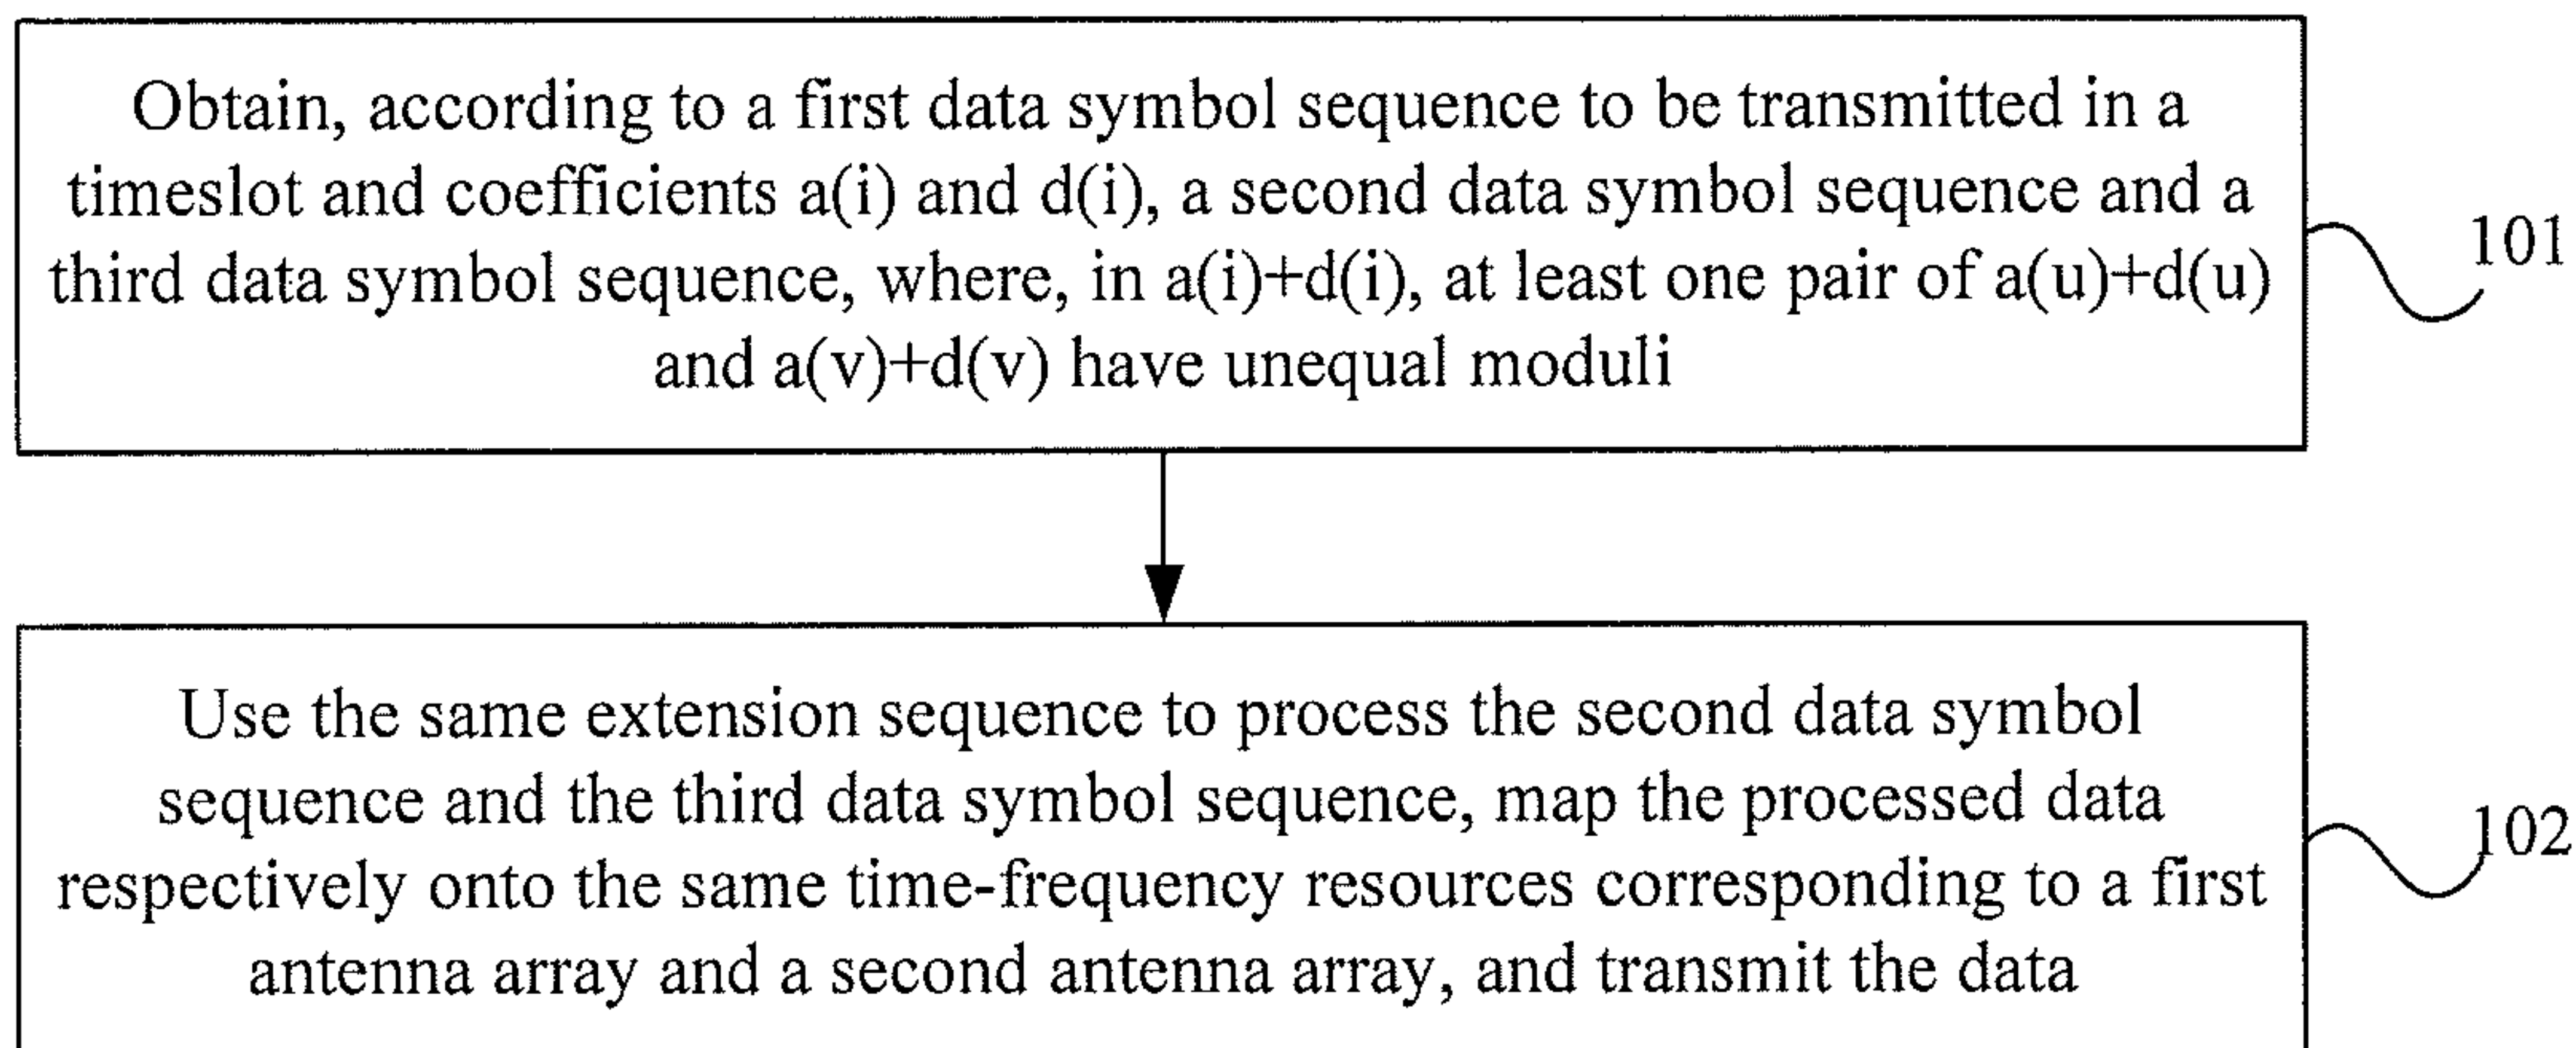 Obtain, according to a first data symbol sequence to be transmitted in a
timeslot and coefficients a(i) and d(i), a second data symbol sequence and a
third data symbol sequence, where, in a(i)+d(i), at least one pair of a(u)+d(u)
and a(v)+d(v) have unequal moduli
101
Use the same extension sequence to process the second data symbol
sequence and the third data symbol sequence, map the processed data
respectively onto the same time-frequency resources corresponding to a first
antenna array and a second antenna array, and transmit the data
102